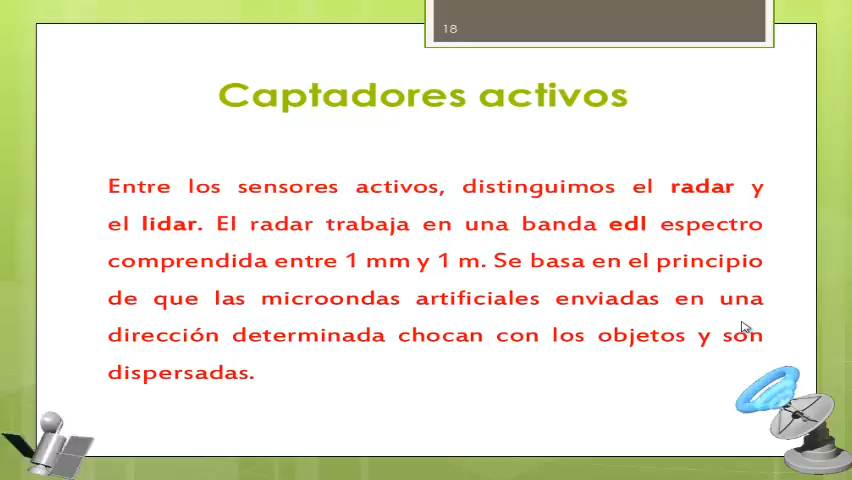 18
Captadores activos
Entre los sensores activos, distinguimos el radar y
el lidar. El radar trabaja en una banda edl espectro
comprendida entre 1 mm y 1 m. Se basa en el principio
de que las microondas artificiales enviadas en una
dirección determinada chocan con los objetos y son
dispersadas.